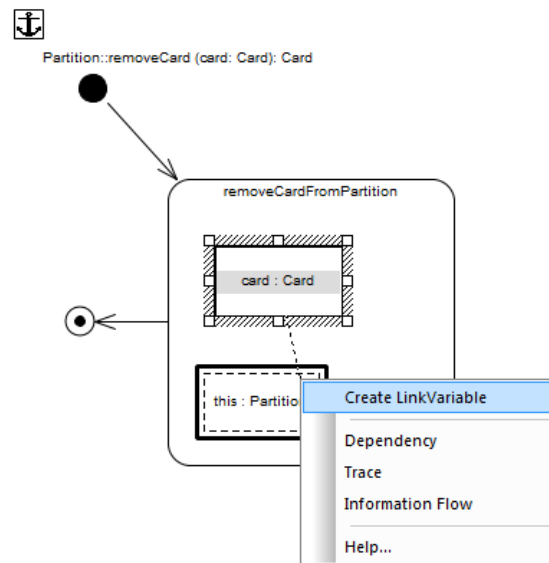 Partition::removeCard (card: Card): Card
removeCardFromPartition
card : Card
this : Partitio
Create LinkVariable
Dependency
Trace
Information Flow
Help...